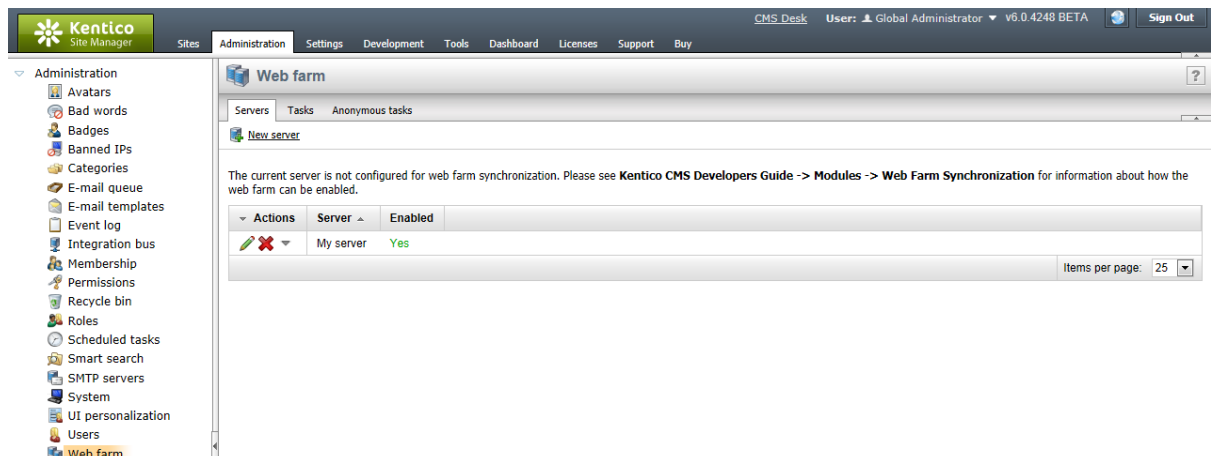 CMS Desk User: Global Administrator v6.0.4248 BETA Sign Out
Kentico
Site Manager
Sites Administration Settings Development Tools Dashboard Licenses Support Buy
Administration
Avatars
Bad words
Badges
Banned IPs
Categories
E-mail queue
E-mail templates
Event log
Integration bus
Membership
Permissions
Recycle bin
Roles
Scheduled tasks
Smart search
SMTP servers
System
UI personalization
Users
Web farm
Web farm ?
Servers Tasks Anonymous tasks
New server
The current server is not configured for web farm synchronization. Please see Kentico CMS Developers Guide -> Modules -> Web Farm Synchronization for information about how the
web farm can be enabled.
Actions Server Enabled
My server Yes
Items per page: 25